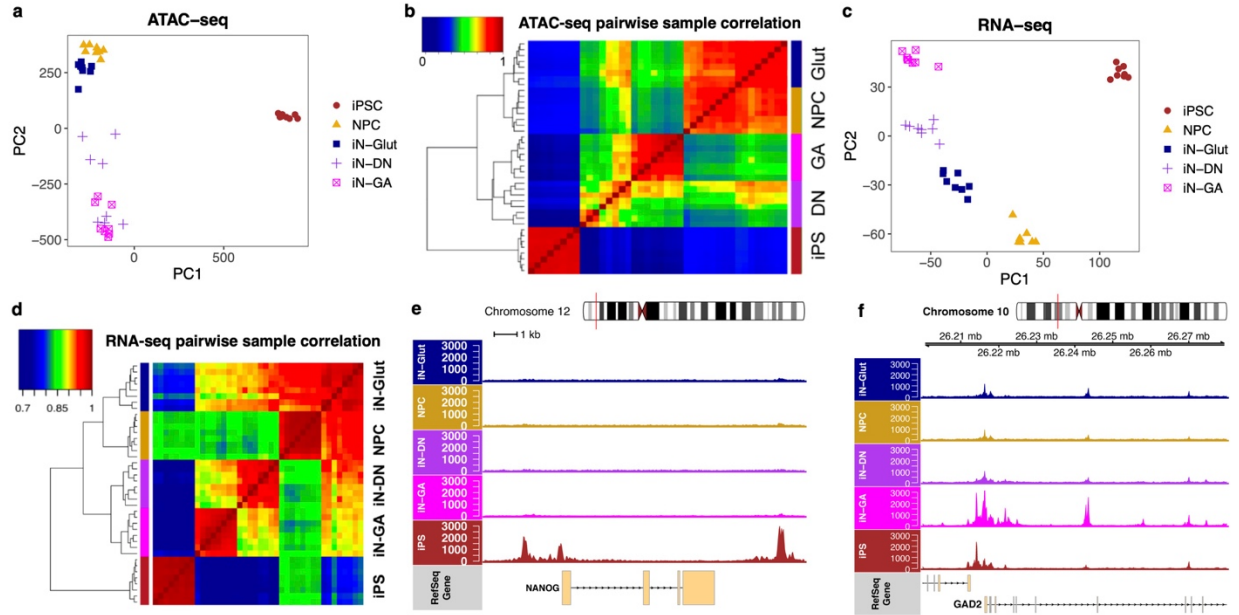 a
ATAC−seq
250
0
−250
−500
PC2
0
500
PC1
iPSC
NPC
iN−Glut
iN−DN
iN−GA
b
ATAC−seq pairwise sample correlation
0
1
Glut
NPC
GA
DN
iPS
c
RNA−seq
30
0
−30
−60
PC2
−50
0
50
100
PC1
iPSC
NPC
iN−Glut
iN−DN
iN−GA
d
RNA−seq pairwise sample correlation
0.7
0.85
1
iN−Glut
NPC
iN−DN
iN−GA
iPS
e
Chromosome 12
1 kb
iN−Glut
3000
2000
1000
0
NPC
3000
2000
1000
0
iN−DN
3000
2000
1000
0
iN−GA
3000
2000
1000
0
iPS
3000
2000
1000
0
RefSeq
Gene
NANOG
f
Chromosome 10
26.21 mb
26.23 mb
26.25 mb
26.27 mb
26.22 mb
26.24 mb
26.26 mb
iN−Glut
3000
2000
1000
0
NPC
3000
2000
1000
0
iN−DN
3000
2000
1000
0
iN−GA
3000
2000
1000
0
iPS
3000
2000
1000
0
RefSeq
Gene
GAD2